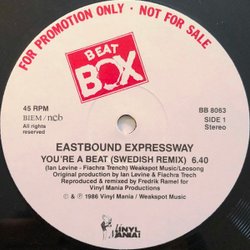 FOR PROMOTION ONLY · NOT FOR SALE
BEAT
BOX
45 RPM
BIEM / ncb
All rights
reserved
BB 8063
SIDE 1
Stereo
EASTBOUND EXPRESSWAY
YOU'RE A BEAT (SWEDISH REMIX) 6.40
(Ian Levine - Fiachra Trench) Weakspot Music/Leosong
Original production by Ian Levine & Fiachra Trech
Reproduced & remixed by Fredrik Ramel for
Vinyl Mania Productions
℗ & © 1986 Vinyl Mania / Weakspot Music
VINYL
MANIA!